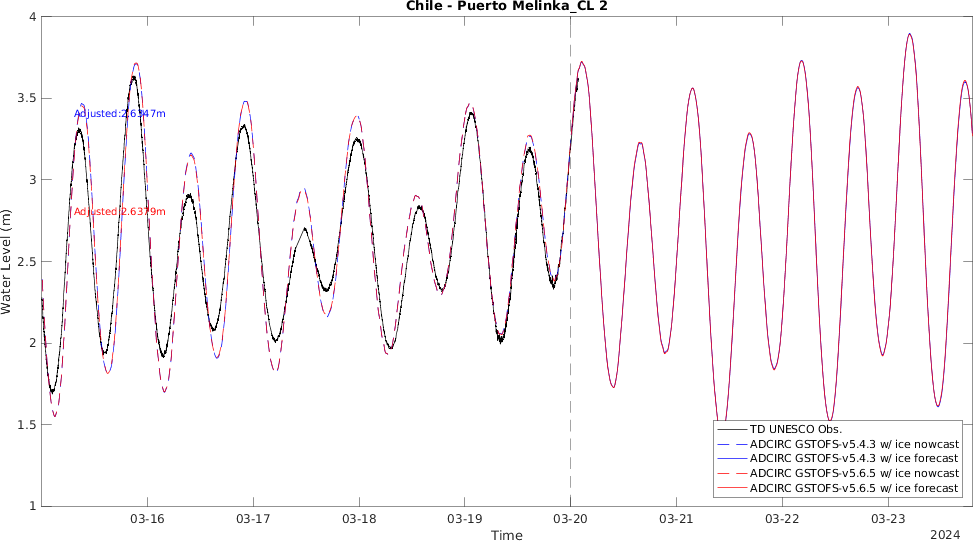 Chile - Puerto Melinka_CL 2
Water Level (m)
4
3.5
3
2.5
2
1.5
1
Adjusted:2.6347m
Adjusted:2.6379m
TD UNESCO Obs.
ADCIRC GSTOFS-v5.4.3 w/ ice nowcast
ADCIRC GSTOFS-v5.4.3 w/ ice forecast
ADCIRC GSTOFS-v5.6.5 w/ ice nowcast
ADCIRC GSTOFS-v5.6.5 w/ ice forecast
03-16 03-17 03-18 03-19 03-20 03-21 03-22 03-23
Time
2024